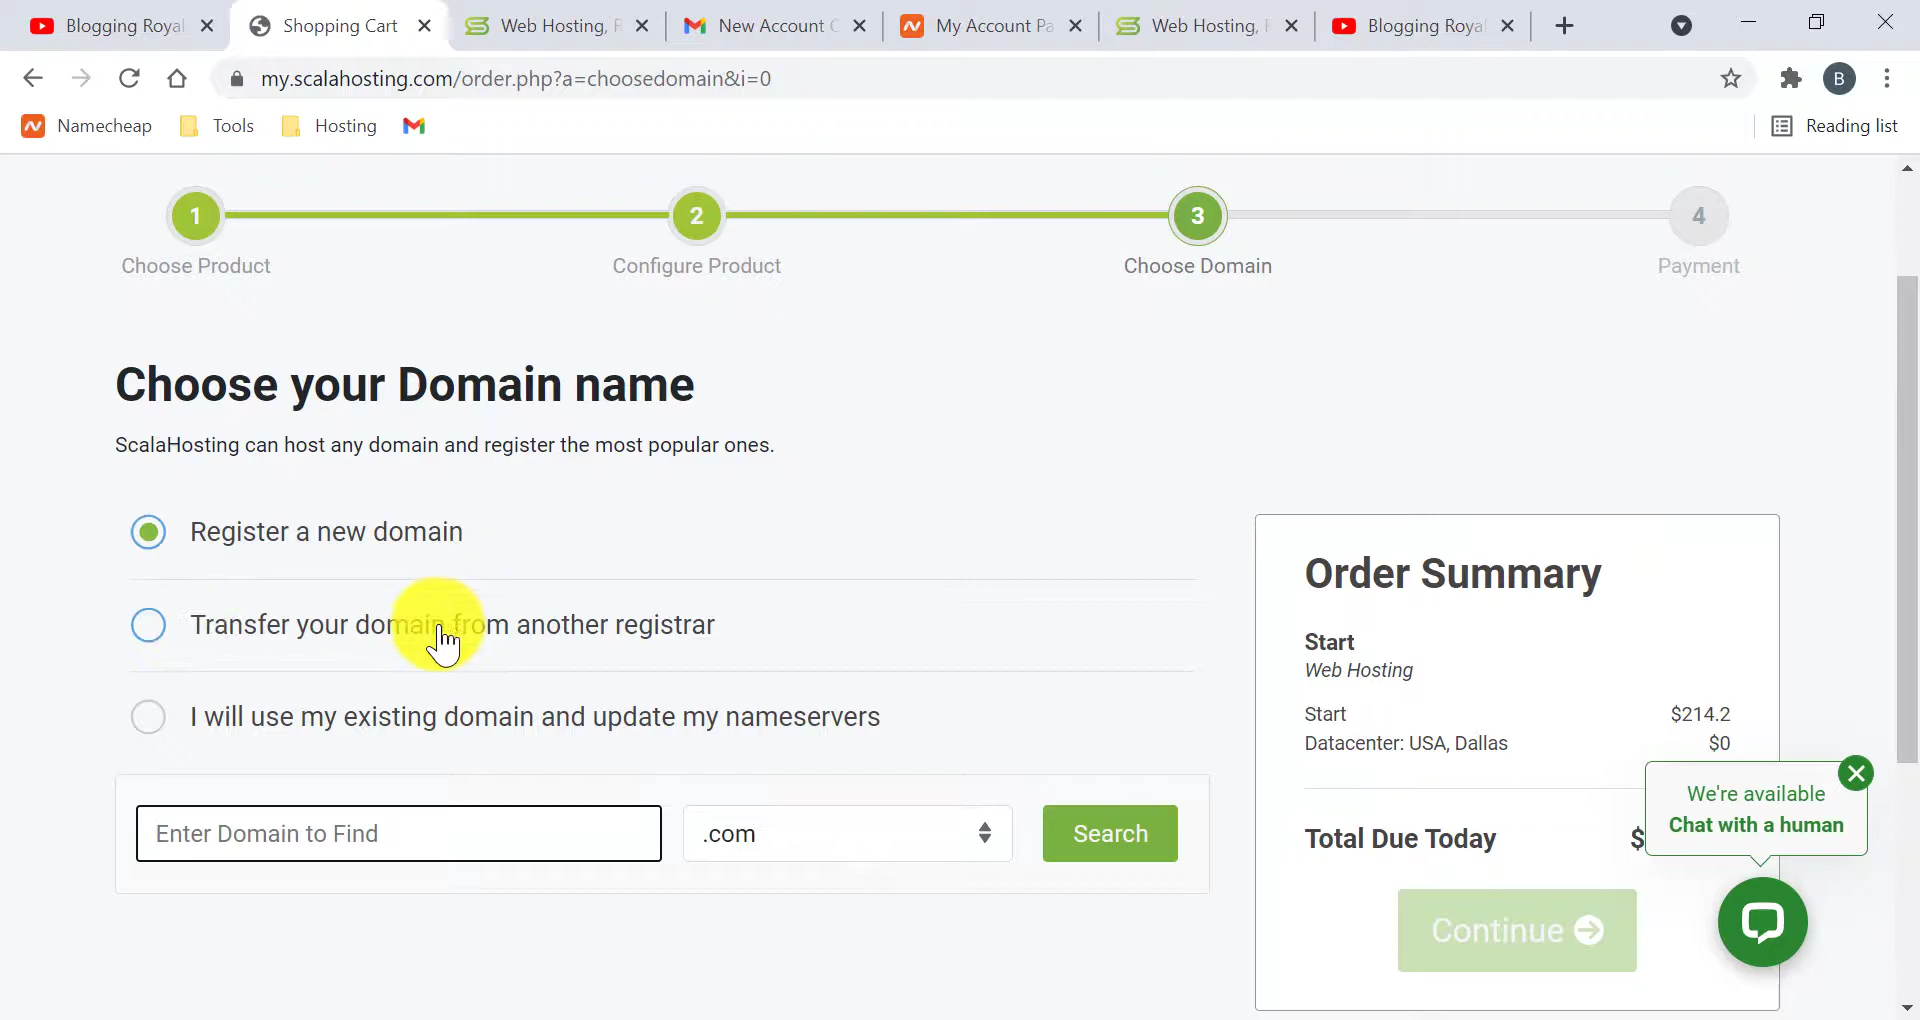 Blogging Royal
Shopping Cart
Web Hosting, R
New Account C
My Account Pa
Web Hosting, R
Blogging Royal
my.scalahosting.com/order.php?a=choosedomain&i=0
B
Namecheap
Tools
Hosting
Reading list
1
2
3
4
Choose Product
Configure Product
Choose Domain
Payment
Choose your Domain name
ScalaHosting can host any domain and register the most popular ones.
Register a new domain
Transfer your domain from another registrar
I will use my existing domain and update my nameservers
Enter Domain to Find
.com
Search
Order Summary
Start
Web Hosting
Start $214.2
Datacenter: USA, Dallas $0
Total Due Today $
Continue
We're available
Chat with a human